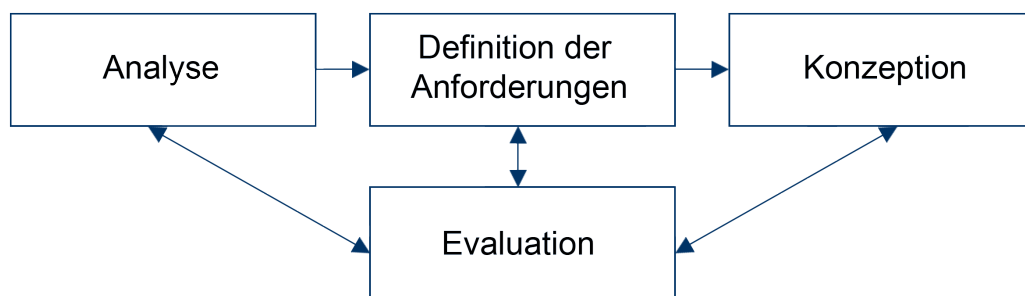 Analyse
Definition der
Anforderungen
Konzeption
Evaluation